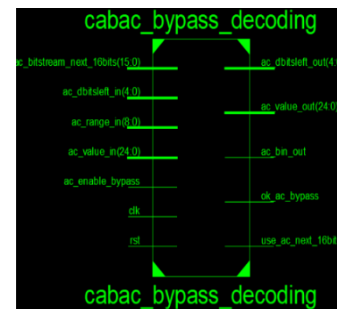 cabac_bypass_decoding
ac_bitstream_next_16bits(15:0)
ac_dbitsleft_in(4:0)
ac_range_in(8:0)
ac_value_in(24:0)
ac_enable_bypass
clk
rst
ac_dbitsleft_out(4:0
ac_value_out(24:0)
ac_bin_out
ok_ac_bypass
use_ac_next_16bit
cabac_bypass_decoding